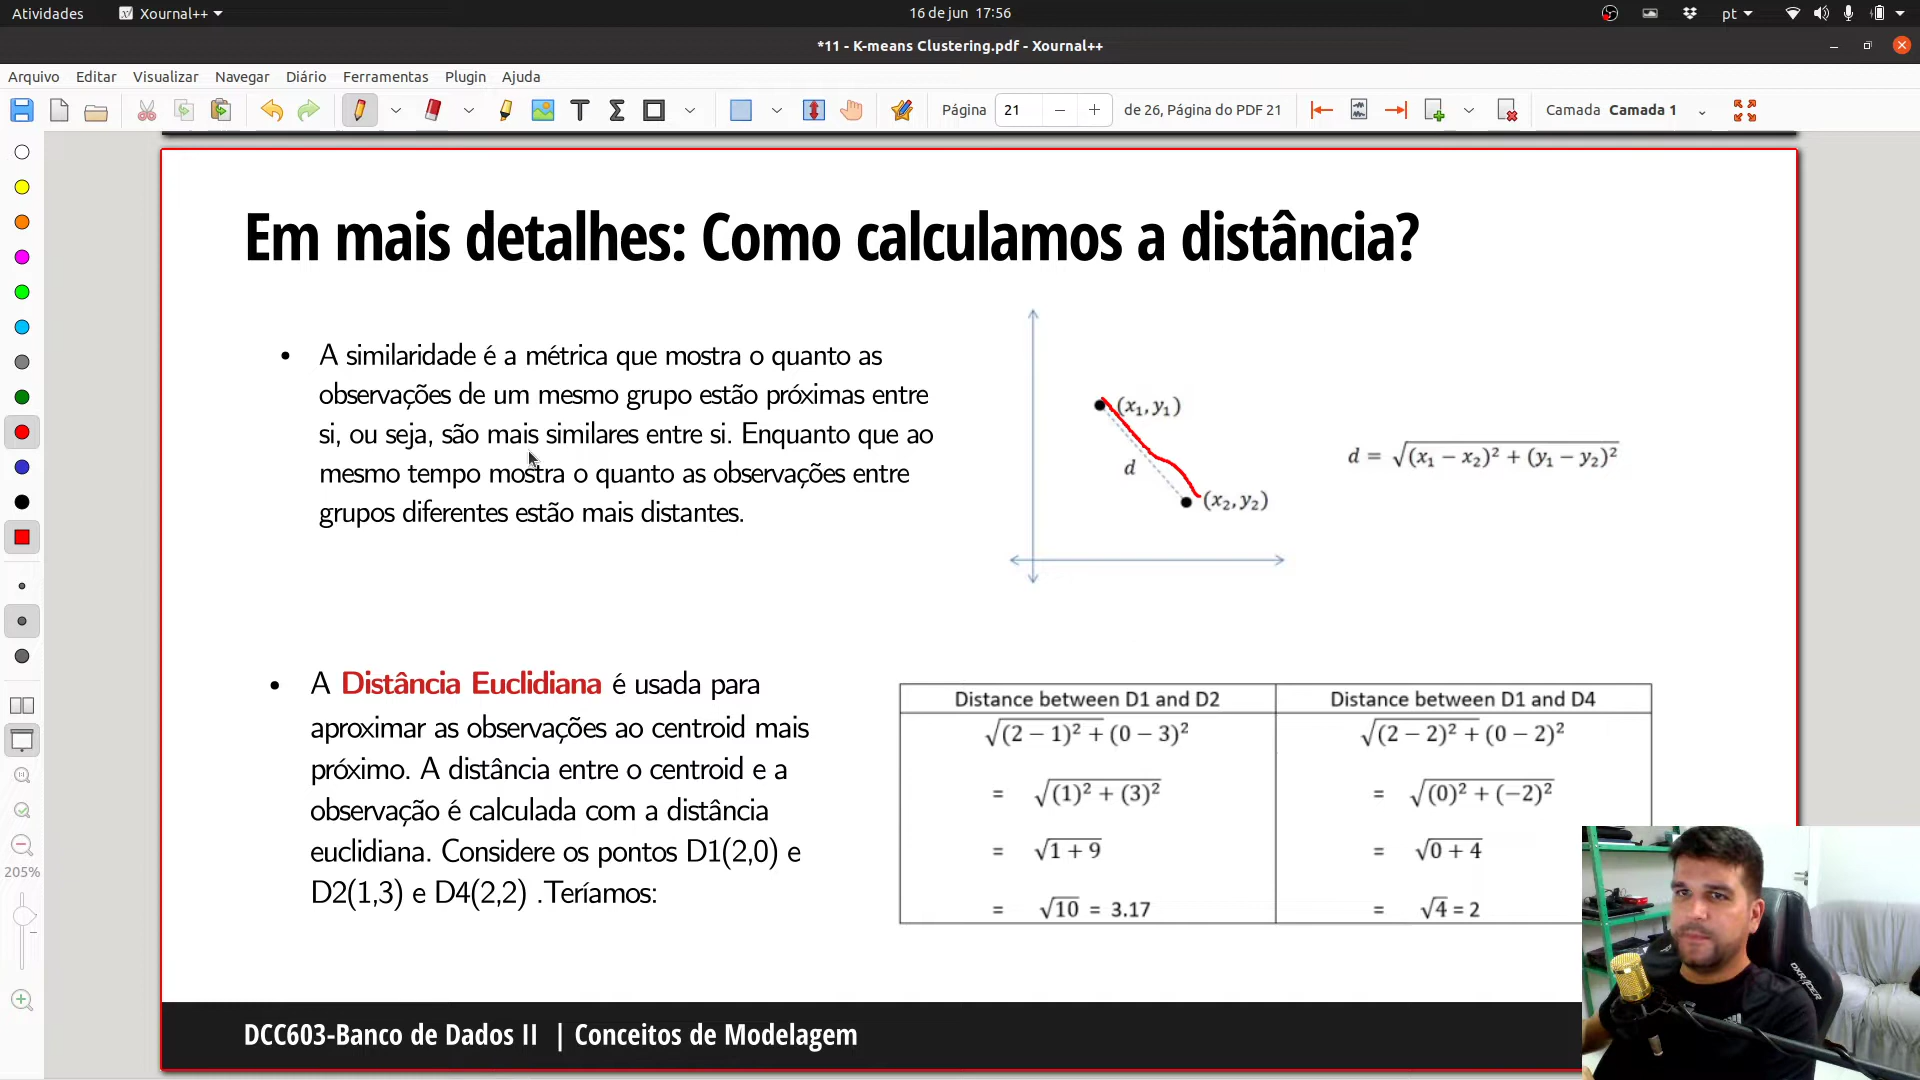 Atividades
Xournal++
16 de jun 17:56
pt
*11 - K-means Clustering.pdf - Xournal++
Arquivo Editar Visualizar Navegar Diário Ferramentas Plugin Ajuda
Página 21 de 26, Página do PDF 21
Camada Camada 1
Em mais detalhes: Como calculamos a distância?
• A similaridade é a métrica que mostra o quanto as
observações de um mesmo grupo estão próximas entre
si, ou seja, são mais similares entre si. Enquanto que ao
mesmo tempo mostra o quanto as observações entre
grupos diferentes estão mais distantes.
(x₁, y₁)
d
(x₂, y₂)
d = √(x₁ − x₂)² + (y₁ − y₂)²
• A Distância Euclidiana é usada para
aproximar as observações ao centroid mais
próximo. A distância entre o centroid e a
observação é calculada com a distância
euclidiana. Considere os pontos D1(2,0) e
D2(1,3) e D4(2,2) .Teríamos:
Distance between D1 and D2
√(2 − 1)² + (0 − 3)²
= √(1)² + (3)²
= √1 + 9
= √10 = 3.17
Distance between D1 and D4
√(2 − 2)² + (0 − 2)²
= √(0)² + (−2)²
= √0 + 4
= √4 = 2
205%
DCC603-Banco de Dados II | Conceitos de Modelagem
DXRACER